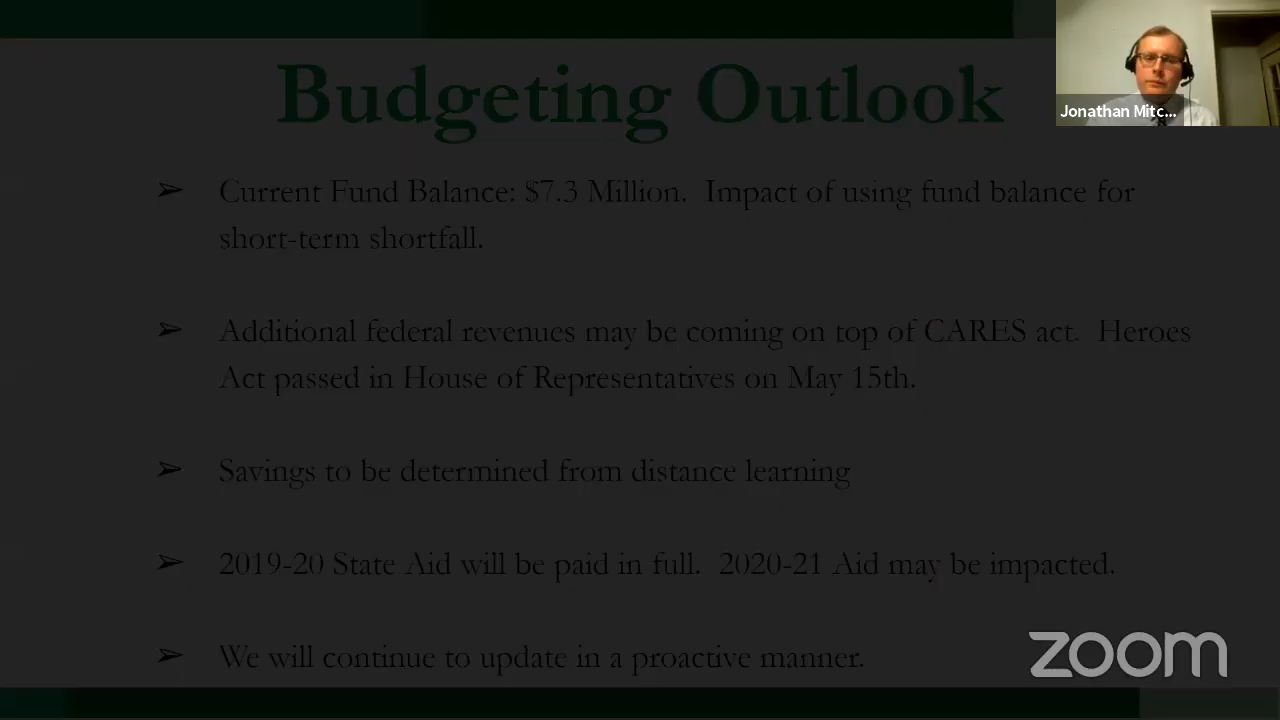 Budgeting Outlook
Jonathan Mitc...
➢ Current Fund Balance: $7.3 Million.  Impact of using fund balance for
short-term shortfall.
➢ Additional federal revenues may be coming on top of CARES act.  Heroes
Act passed in House of Representatives on May 15th.
➢ Savings to be determined from distance learning
➢ 2019-20 State Aid will be paid in full.  2020-21 Aid may be impacted.
➢ We will continue to update in a proactive manner.
zoom